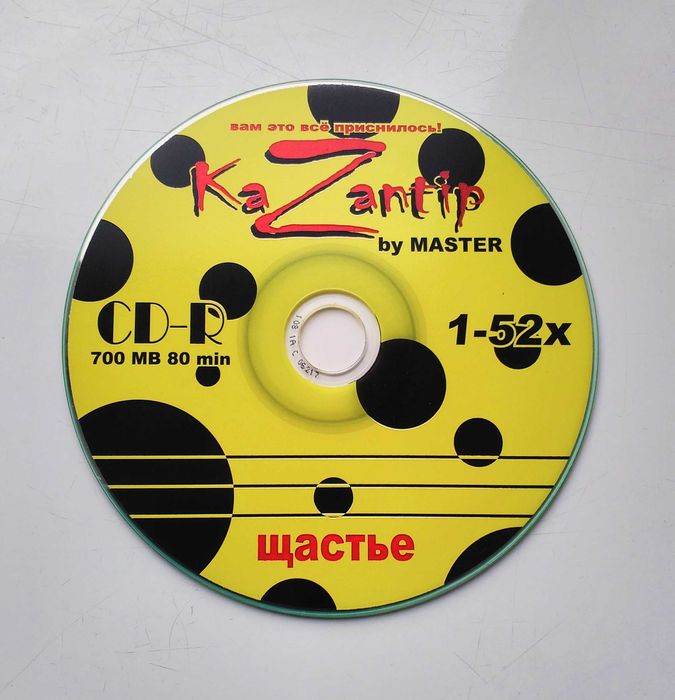 вам это всё приснилось!
KaZantip
by MASTER
CD-R
700 MB 80 min
1-52x
щастье